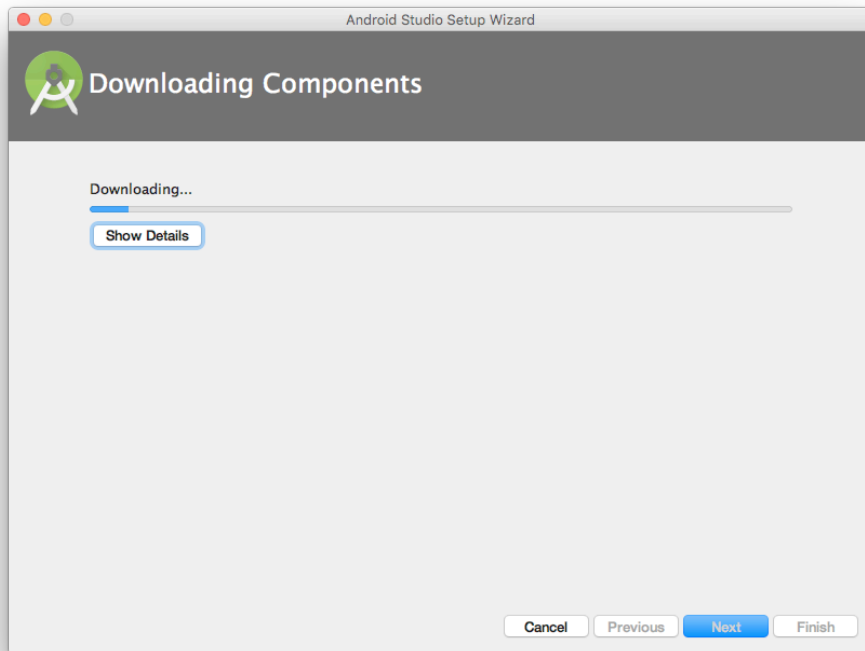 Android Studio Setup Wizard
Downloading Components
Downloading...
Show Details
Cancel Previous Next Finish